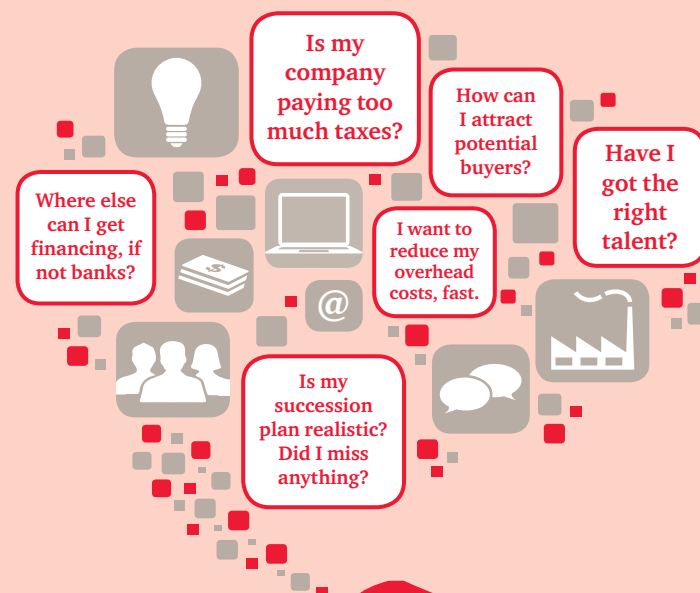 Is my
company
paying too
much taxes?
How can
I attract
potential
buyers?
Have I
got the
right
talent?
Where else
can I get
financing, if
not banks?
I want to
reduce my
overhead
costs, fast.
$
@
Is my
succession
plan realistic?
Did I miss
anything?